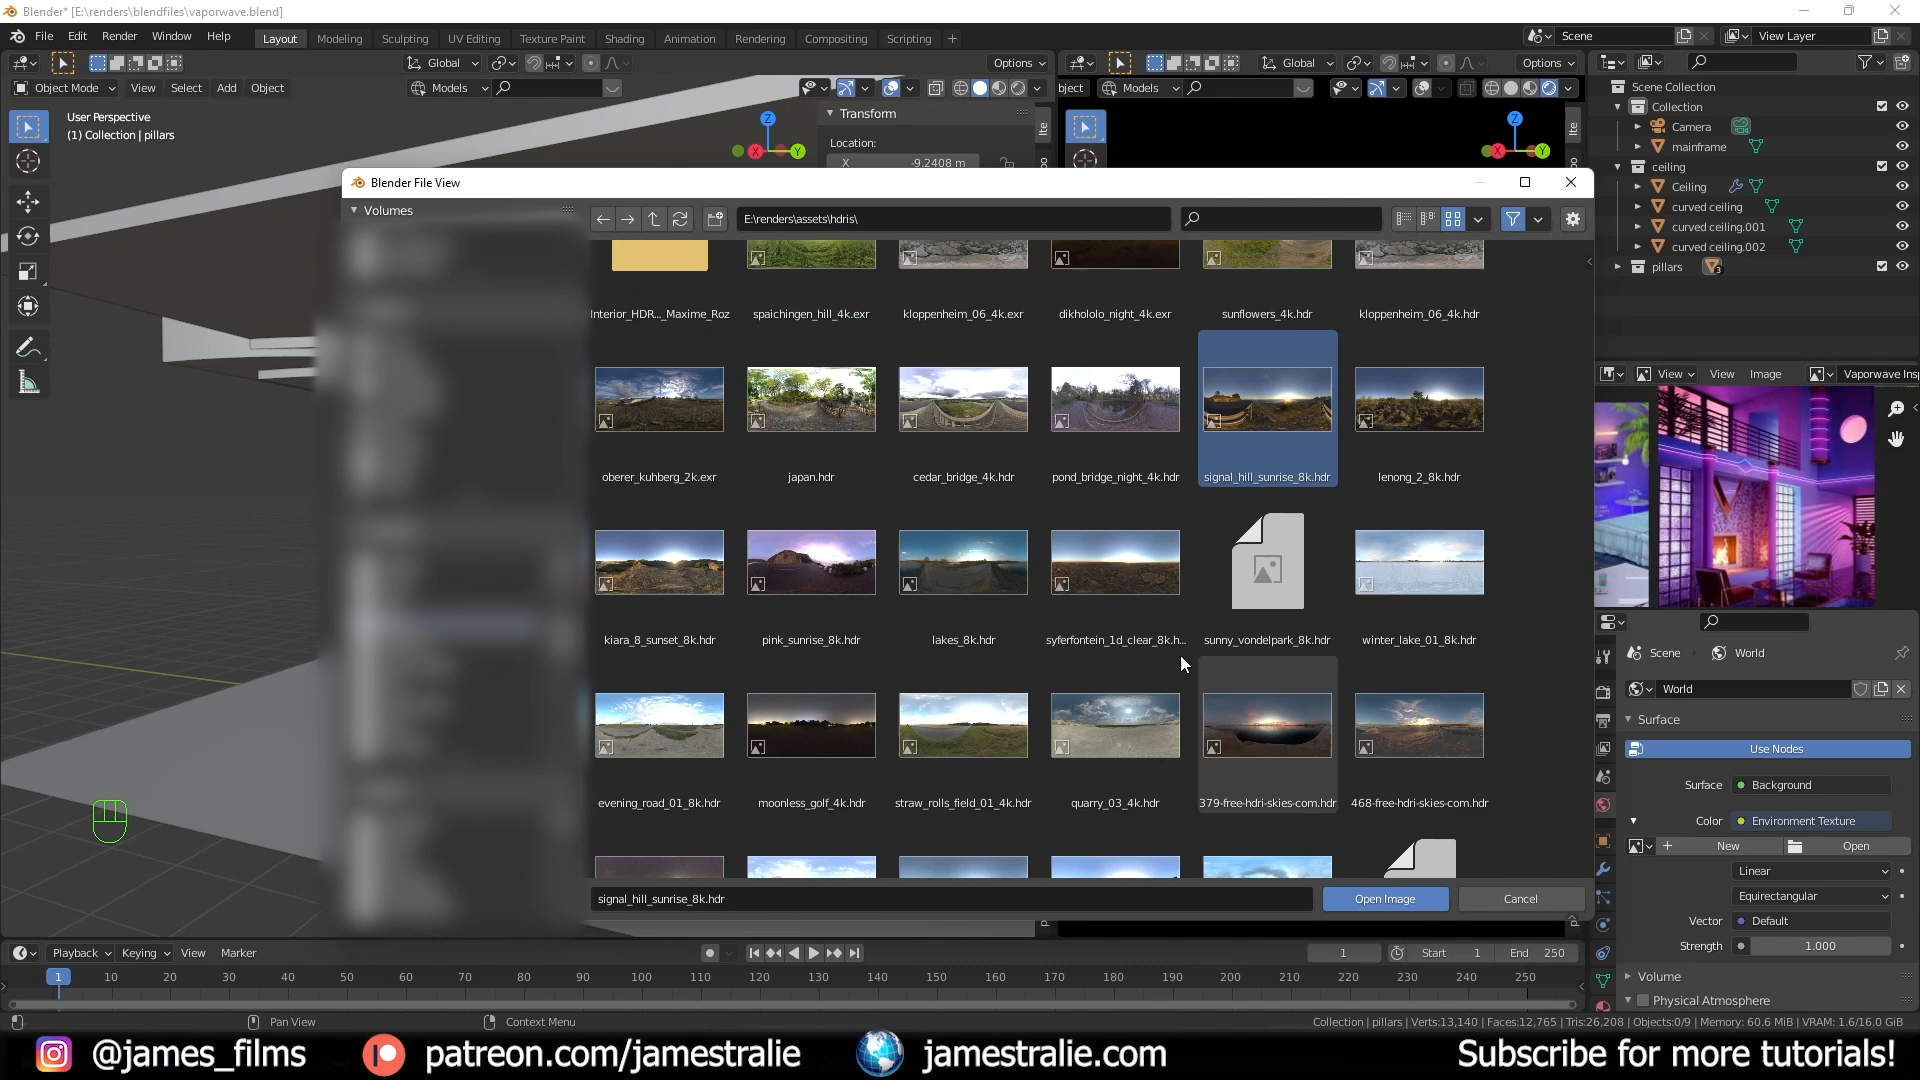 Blender* [E:\renders\blendfiles\vaporwave.blend]
File Edit Render Window Help Layout Modeling Sculpting UV Editing Texture Paint Shading Animation Rendering Compositing Scripting + Scene View Layer
Global Options Global Options
Object Mode View Select Add Object Models bject Models
User Perspective
(1) Collection | pillars
Transform
Location:
X -9.2408 m
Ite
Ite
Scene Collection
Collection
Camera
mainframe
ceiling
Ceiling
curved ceiling
curved ceiling.001
curved ceiling.002
pillars 3
Blender File View
Volumes
E:\renders\assets\hdris\
Interior_HDR..._Maxime_Roz spaichingen_hill_4k.exr kloppenheim_06_4k.exr dikhololo_night_4k.exr sunflowers_4k.hdr kloppenheim_06_4k.hdr
oberer_kuhberg_2k.exr japan.hdr cedar_bridge_4k.hdr pond_bridge_night_4k.hdr signal_hill_sunrise_8k.hdr lenong_2_8k.hdr
kiara_8_sunset_8k.hdr pink_sunrise_8k.hdr lakes_8k.hdr syferfontein_1d_clear_8k.h... sunny_vondelpark_8k.hdr winter_lake_01_8k.hdr
evening_road_01_8k.hdr moonless_golf_4k.hdr straw_rolls_field_01_4k.hdr quarry_03_4k.hdr 379-free-hdri-skies-com.hdr 468-free-hdri-skies-com.hdr
signal_hill_sunrise_8k.hdr Open Image Cancel
View View Image Vaporwave Ins
Scene World
World
Surface
Use Nodes
Surface Background
Color Environment Texture
New Open
Linear
Equirectangular
Vector Default
Strength 1.000
Volume
Physical Atmosphere
Playback Keying View Marker 1 Start 1 End 250
1 10 20 30 40 50 60 70 80 90 100 110 120 130 140 150 160 170 180 190 200 210 220 230 240 250
Pan View Context Menu Collection | pillars | Verts:13,140 | Faces:12,765 | Tris:26,208 | Objects:0/9 | Memory: 60.6 MiB | VRAM: 1.6/16.0 GiB
@james_films patreon.com/jamestralie jamestralie.com Subscribe for more tutorials!